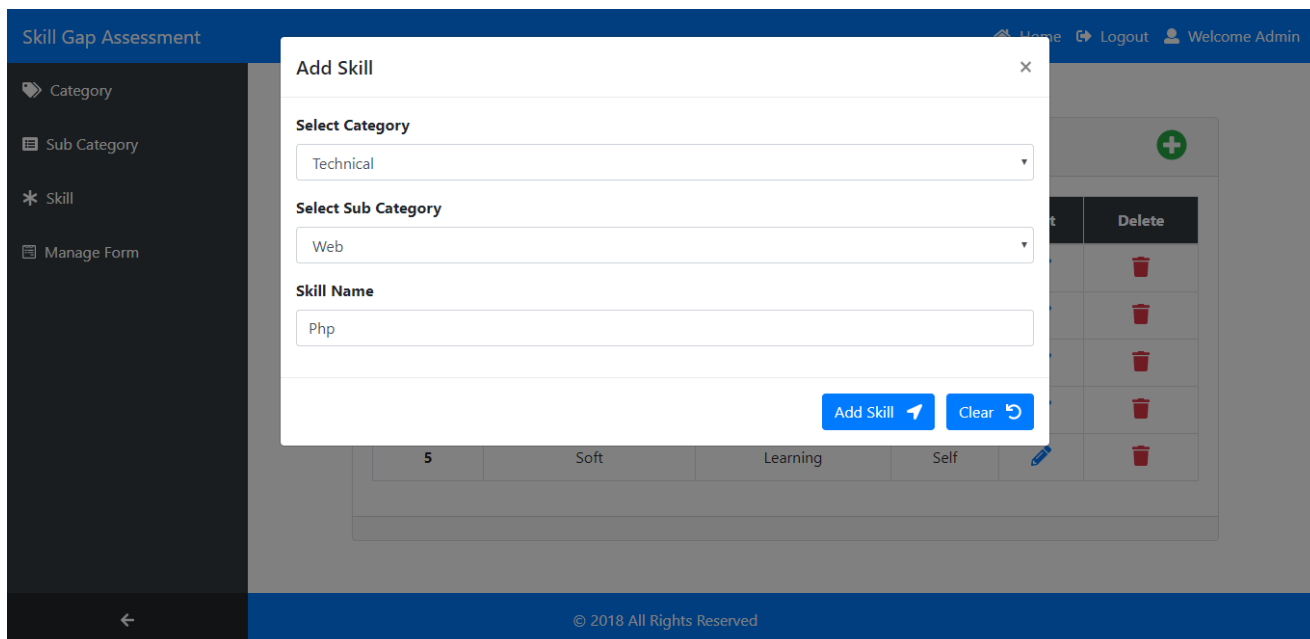 Skill Gap Assessment
Home Logout Welcome Admin
Category
Sub Category
Skill
Manage Form
Add Skill ×
Select Category
Technical
Select Sub Category
Web
Skill Name
Php
Add Skill Clear
Delete
5 Soft Learning Self
© 2018 All Rights Reserved